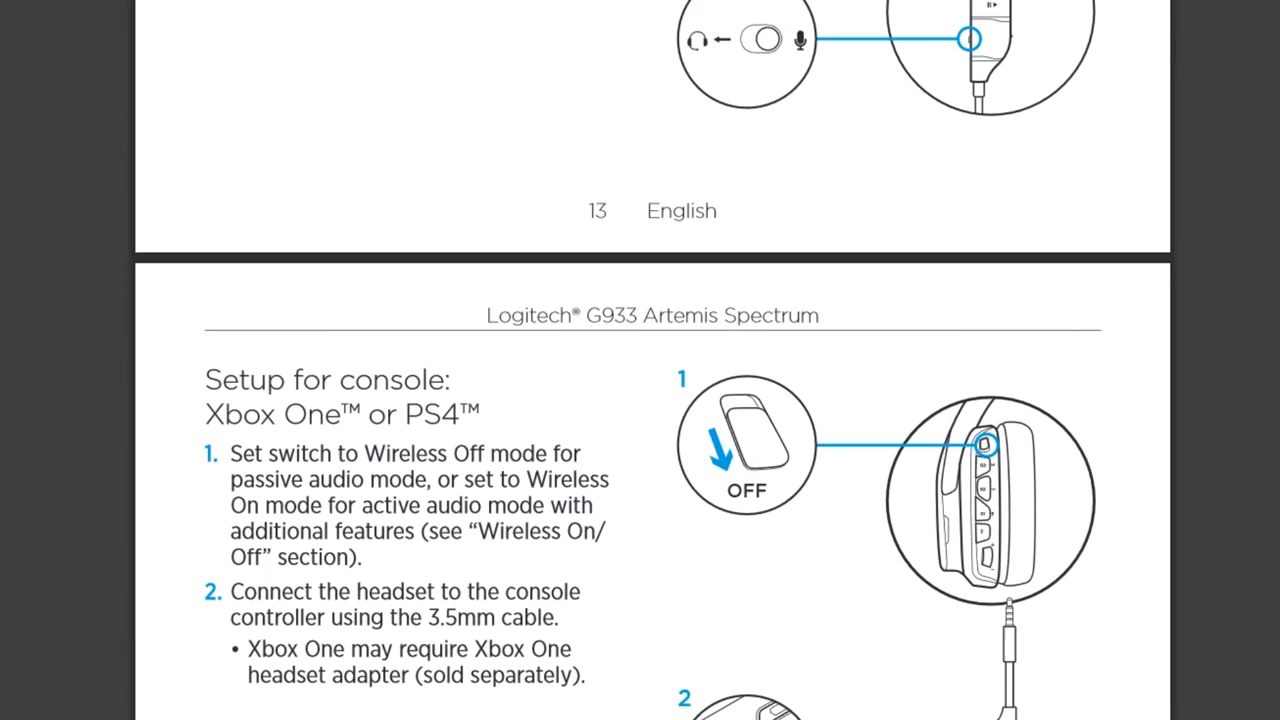 13 English
Logitech® G933 Artemis Spectrum
Setup for console:
Xbox One™ or PS4™
1. Set switch to Wireless Off mode for
passive audio mode, or set to Wireless
On mode for active audio mode with
additional features (see “Wireless On/
Off” section).
2. Connect the headset to the console
controller using the 3.5mm cable.
• Xbox One may require Xbox One
headset adapter (sold separately).
1
OFF
2